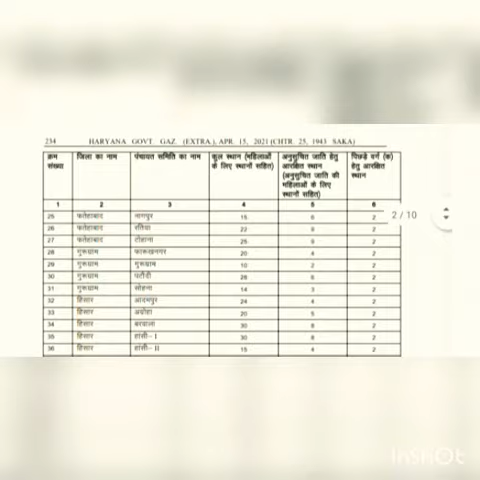 234 HARYANA GOVT. GAZ. (EXTRA.), APR. 15, 2021 (CHTR. 25, 1943 SAKA)
क्रम संख्या | जिला का नाम | पंचायत समिति का नाम | कुल स्थान (महिलाओं के लिए स्थानों सहित) | अनुसूचित जाति हेतु आरक्षित स्थान (अनुसूचित जाति की महिलाओं के लिए स्थानों सहित) | पिछड़े वर्ग (क) हेतु आरक्षित स्थान
1 2 3 4 5 6
25 फतेहाबाद नागपुर 15 6 2
26 फतेहाबाद रतिया 22 9 2
27 फतेहाबाद टोहाना 25 9 2
28 गुरूग्राम फारूखनगर 20 4 2
29 गुरूग्राम गुरूग्राम 10 2 2
30 गुरूग्राम पटौदी 26 6 2
31 गुरूग्राम सोहना 14 3 2
32 हिसार आदमपुर 24 4 2
33 हिसार अग्रोहा 20 5 2
34 हिसार बरवाला 30 8 2
35 हिसार हांसी– I 30 8 2
36 हिसार हांसी– II 15 4 2
2 / 10
InShOt